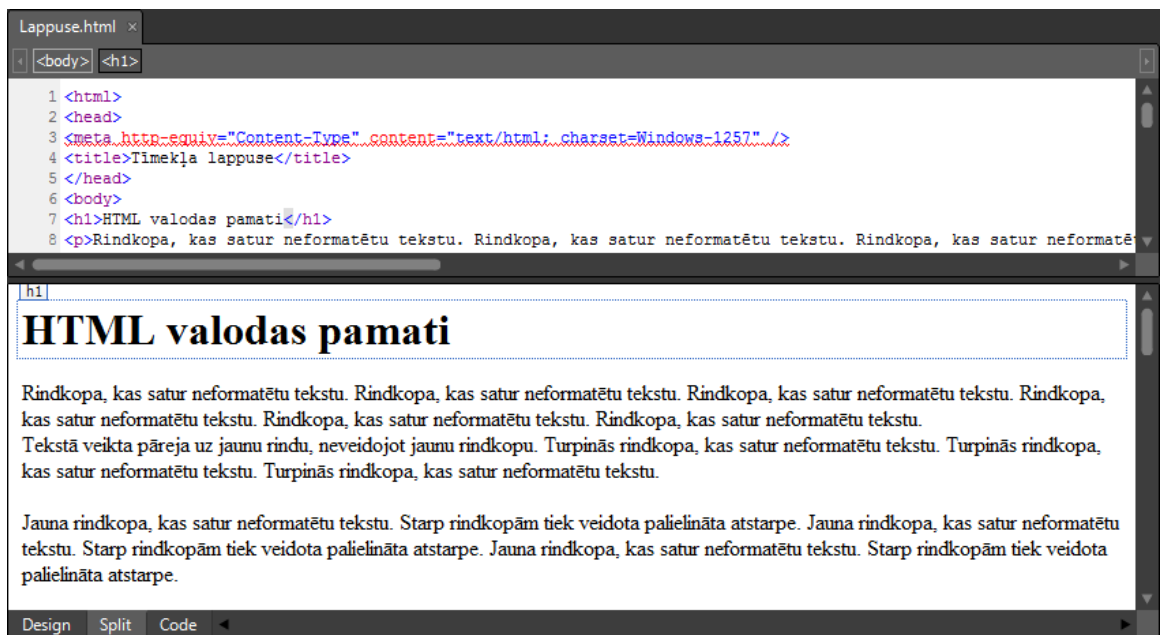 Lappuse.html ×
<body> <h1>
1 <html>
2 <head>
3 <meta http-equiv="Content-Type" content="text/html; charset=Windows-1257" />
4 <title>Tīmekļa lappuse</title>
5 </head>
6 <body>
7 <h1>HTML valodas pamati</h1>
8 <p>Rindkopa, kas satur neformatētu tekstu. Rindkopa, kas satur neformatētu tekstu. Rindkopa, kas satur neformatē
h1
HTML valodas pamati
Rindkopa, kas satur neformatētu tekstu. Rindkopa, kas satur neformatētu tekstu. Rindkopa, kas satur neformatētu tekstu. Rindkopa,
kas satur neformatētu tekstu. Rindkopa, kas satur neformatētu tekstu. Rindkopa, kas satur neformatētu tekstu.
Tekstā veikta pāreja uz jaunu rindu, neveidojot jaunu rindkopu. Turpinās rindkopa, kas satur neformatētu tekstu. Turpinās rindkopa,
kas satur neformatētu tekstu. Turpinās rindkopa, kas satur neformatētu tekstu.
Jauna rindkopa, kas satur neformatētu tekstu. Starp rindkopām tiek veidota palielināta atstarpe. Jauna rindkopa, kas satur neformatētu
tekstu. Starp rindkopām tiek veidota palielināta atstarpe. Jauna rindkopa, kas satur neformatētu tekstu. Starp rindkopām tiek veidota
palielināta atstarpe.
Design Split Code